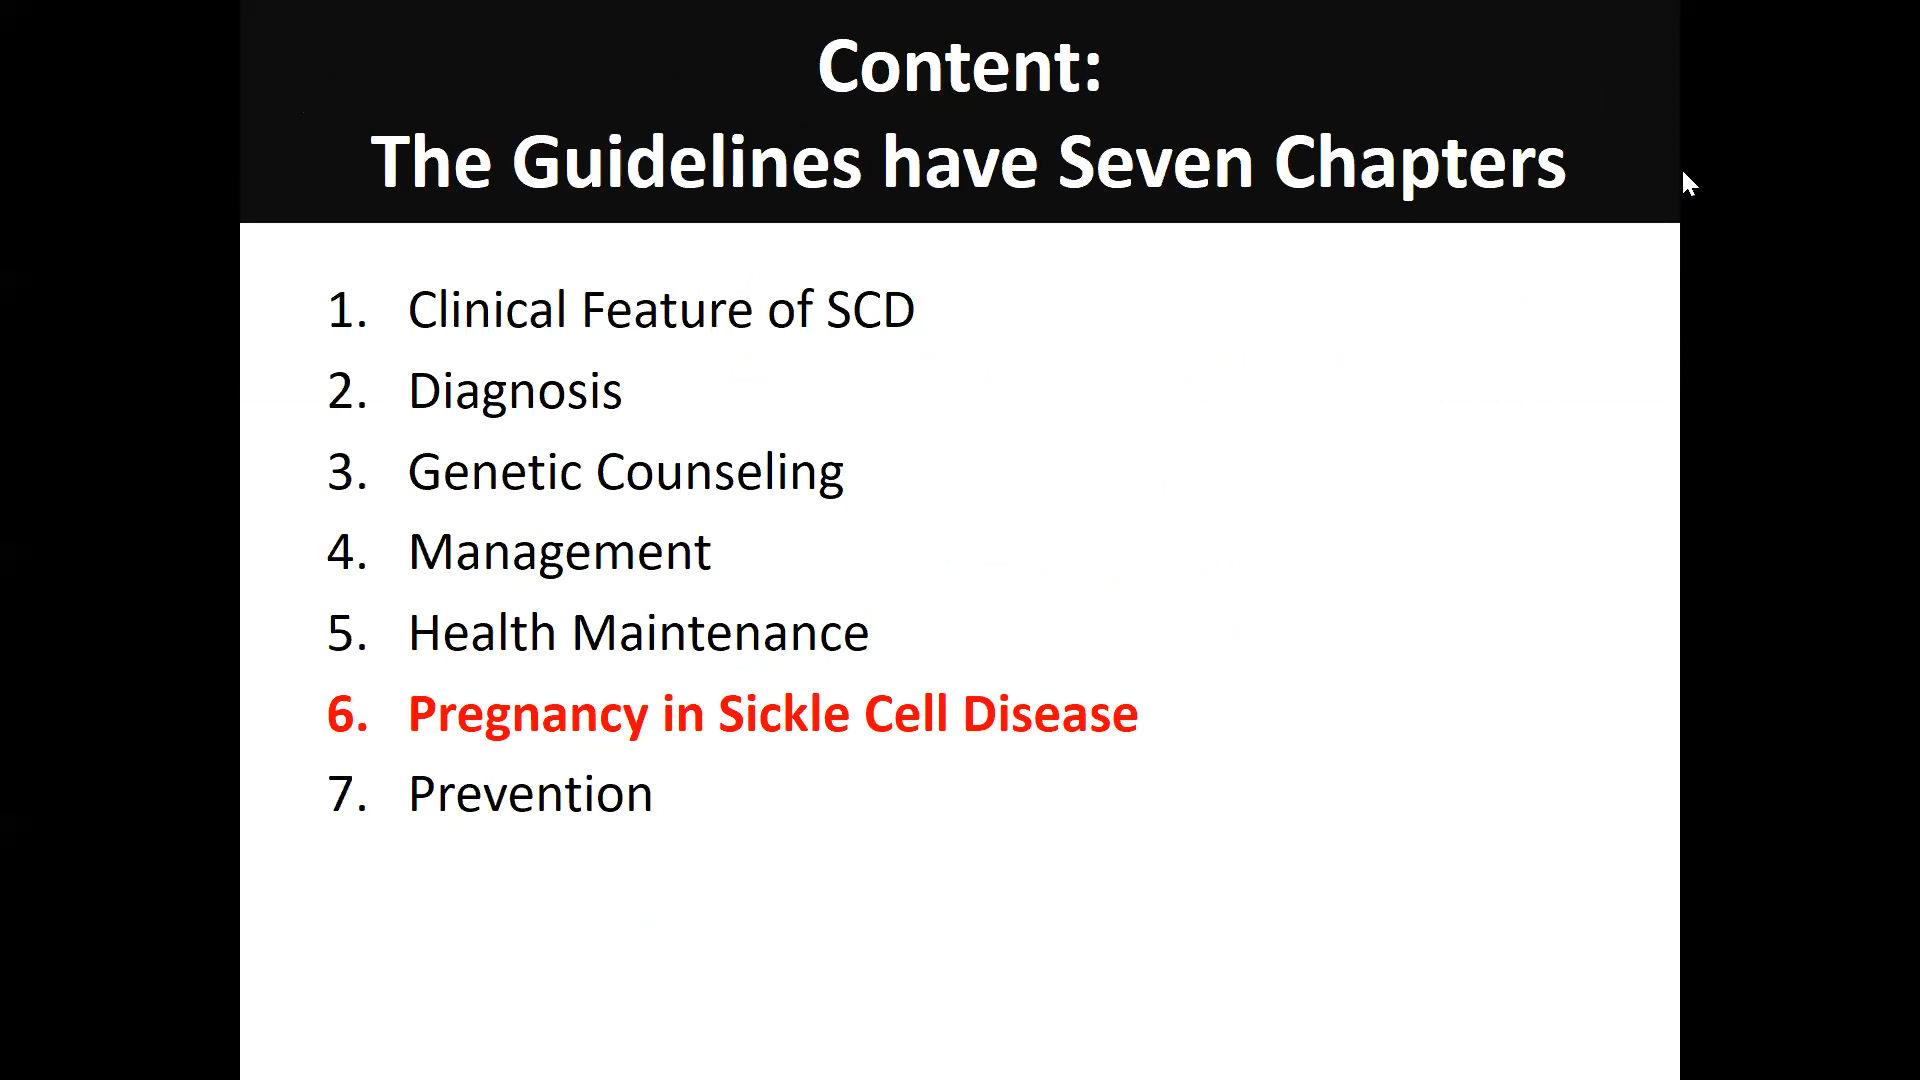 Content:
The Guidelines have Seven Chapters
1. Clinical Feature of SCD
2. Diagnosis
3. Genetic Counseling
4. Management
5. Health Maintenance
6. Pregnancy in Sickle Cell Disease
7. Prevention